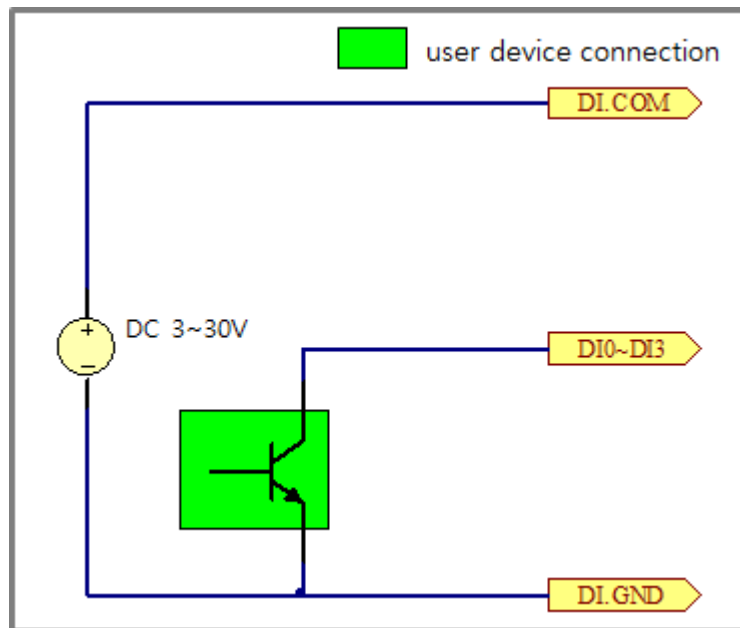 user device connection
DI.COM
+
DC 3~30V
−
DI0~DI3
DI.GND